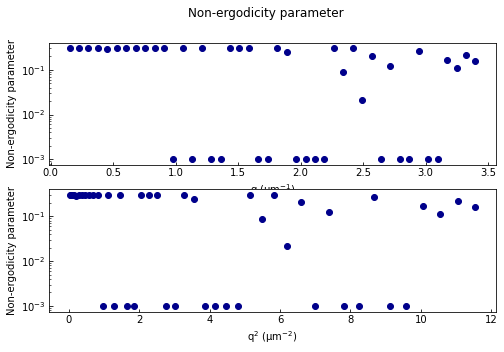 Non-ergodicity parameter
Non-ergodicity parameter
10⁻¹
10⁻²
10⁻³
0.0 0.5 1.0 1.5 2.0 2.5 3.0 3.5
q (μm⁻¹)
Non-ergodicity parameter
10⁻¹
10⁻²
10⁻³
0 2 4 6 8 10 12
q² (μm⁻²)